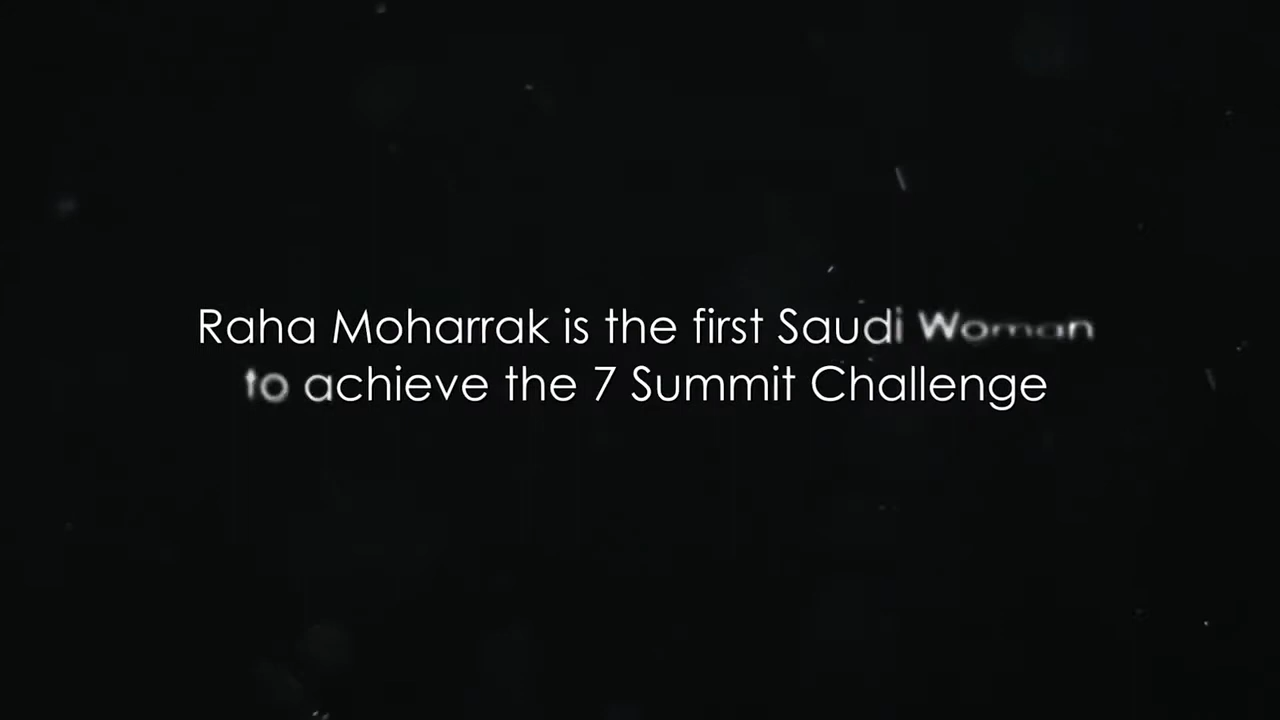 Raha Moharrak is the first Saudi Woman
to achieve the 7 Summit Challenge